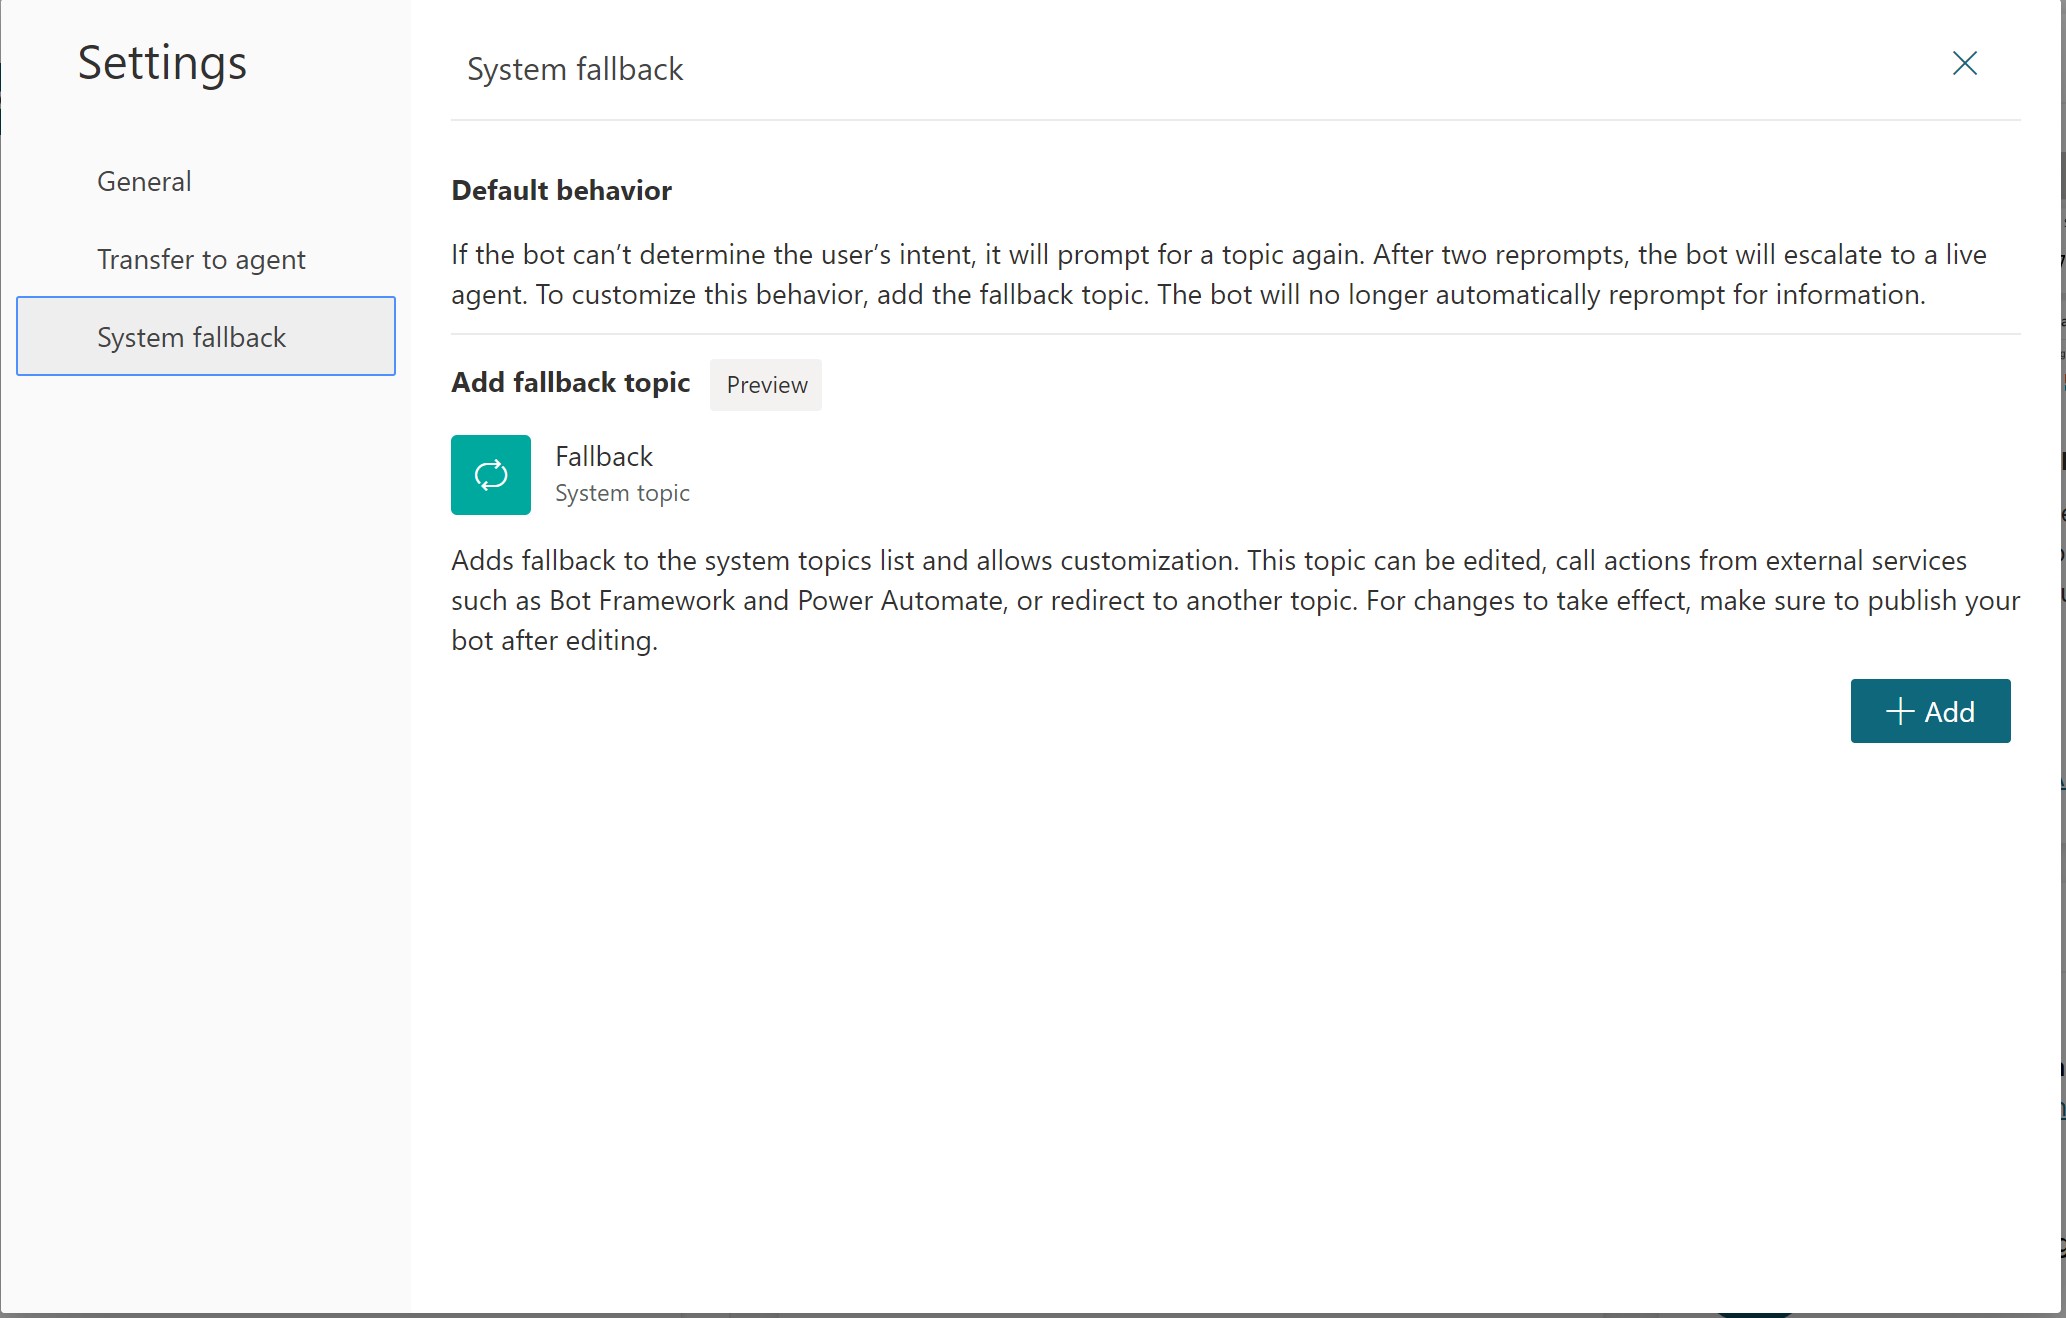 Settings
General
Transfer to agent
System fallback
System fallback
Default behavior
If the bot can’t determine the user’s intent, it will prompt for a topic again. After two reprompts, the bot will escalate to a live
agent. To customize this behavior, add the fallback topic. The bot will no longer automatically reprompt for information.
Add fallback topic
Preview
Fallback
System topic
Adds fallback to the system topics list and allows customization. This topic can be edited, call actions from external services
such as Bot Framework and Power Automate, or redirect to another topic. For changes to take effect, make sure to publish your
bot after editing.
Add